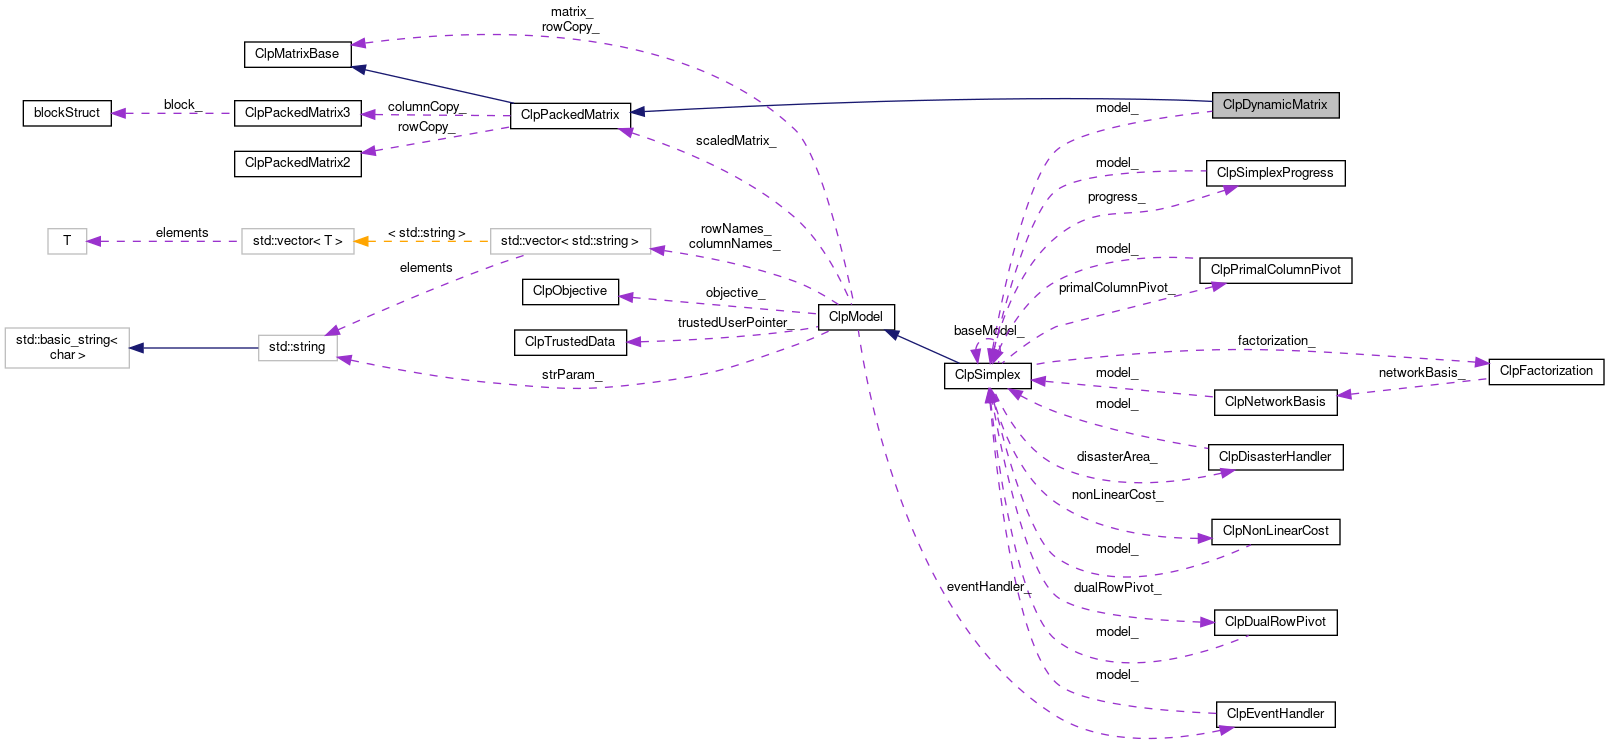 matrix_
rowCopy_
ClpMatrixBase
blockStruct
block_
ClpPackedMatrix3
columnCopy_
rowCopy_
ClpPackedMatrix2
ClpPackedMatrix
scaledMatrix_
ClpDynamicMatrix
model_
ClpSimplexProgress
model_
progress_
T
elements
std::vector< T >
< std::string >
std::vector< std::string >
rowNames_
columnNames_
elements
ClpObjective
objective_
ClpTrustedData
trustedUserPointer_
std::basic_string<
char >
std::string
strParam_
ClpModel
model_
ClpPrimalColumnPivot
primalColumnPivot_
baseModel_
ClpSimplex
factorization_
ClpFactorization
networkBasis_
model_
ClpNetworkBasis
model_
ClpDisasterHandler
disasterArea_
nonLinearCost_
ClpNonLinearCost
model_
eventHandler_
dualRowPivot_
ClpDualRowPivot
model_
model_
ClpEventHandler